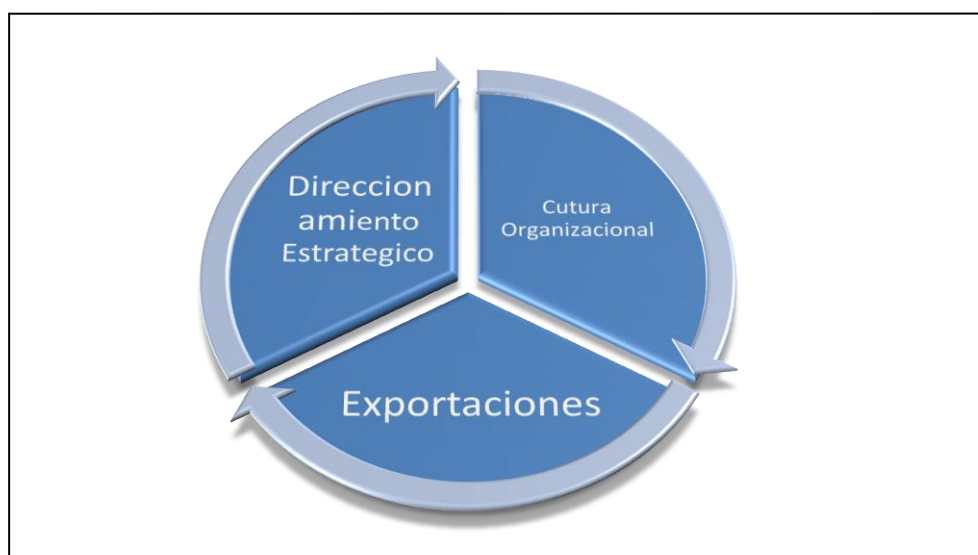 Direccion
amiento
Estrategico
Cutura
Organizacional
Exportaciones